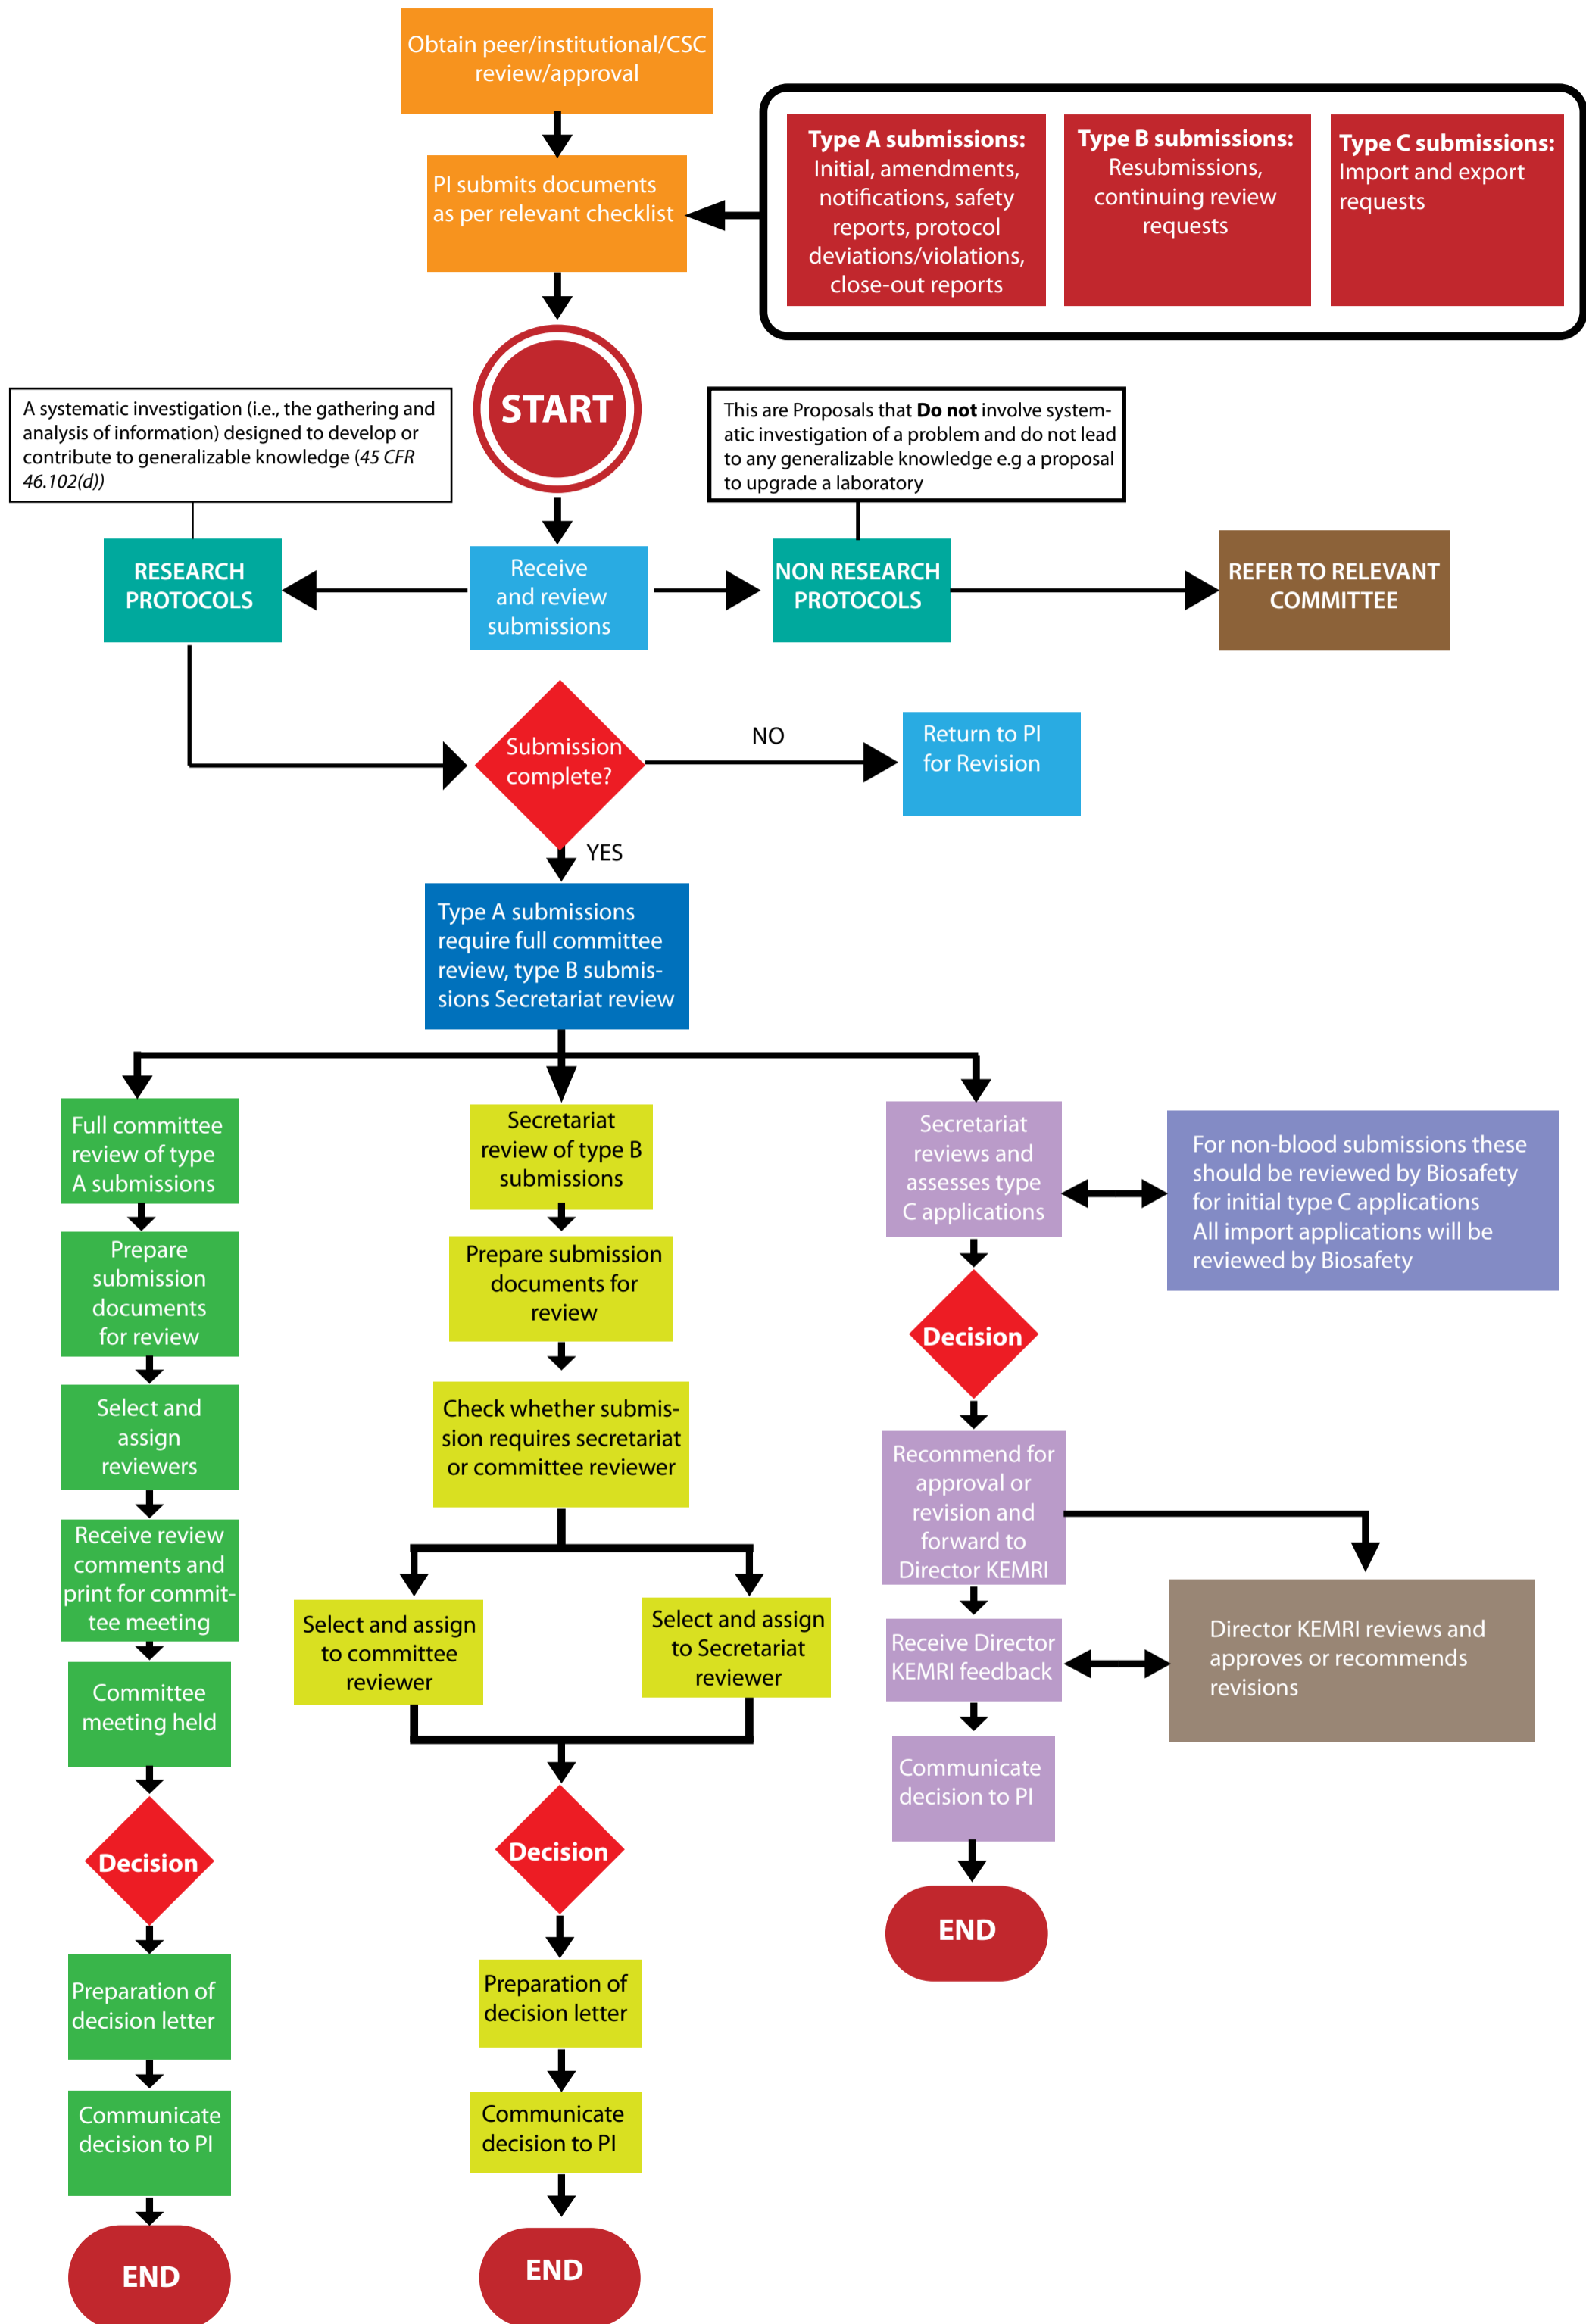 Obtain peer/institutional/CSC
review/approval
PI submits documents
as per relevant checklist
Type A submissions:
Initial, amendments,
notifications, safety
reports, protocol
deviations/violations,
close-out reports
Type B submissions:
Resubmissions,
continuing review
requests
Type C submissions:
Import and export
requests
START
A systematic investigation (i.e., the gathering and
analysis of information) designed to develop or
contribute to generalizable knowledge (45 CFR
46.102(d))
This are Proposals that Do not involve system-
atic investigation of a problem and do not lead
to any generalizable knowledge e.g a proposal
to upgrade a laboratory
RESEARCH
PROTOCOLS
Receive
and review
submissions
NON RESEARCH
PROTOCOLS
REFER TO RELEVANT
COMMITTEE
Submission
complete?
NO
Return to PI
for Revision
YES
Type A submissions
require full committee
review, type B submis-
sions Secretariat review
Full committee
review of type
A submissions
Prepare
submission
documents
for review
Select and
assign
reviewers
Receive review
comments and
print for commit-
tee meeting
Committee
meeting held
Decision
Preparation of
decision letter
Communicate
decision to PI
END
Secretariat
review of type B
submissions
Prepare submission
documents for
review
Check whether submis-
sion requires secretariat
or committee reviewer
Select and assign
to committee
reviewer
Select and assign
to Secretariat
reviewer
Decision
Preparation of
decision letter
Communicate
decision to PI
END
Secretariat
reviews and
assesses type
C applications
For non-blood submissions these
should be reviewed by Biosafety
for initial type C applications
All import applications will be
reviewed by Biosafety
Decision
Recommend for
approval or
revision and
forward to
Director KEMRI
Receive Director
KEMRI feedback
Director KEMRI reviews and
approves or recommends
revisions
Communicate
decision to PI
END